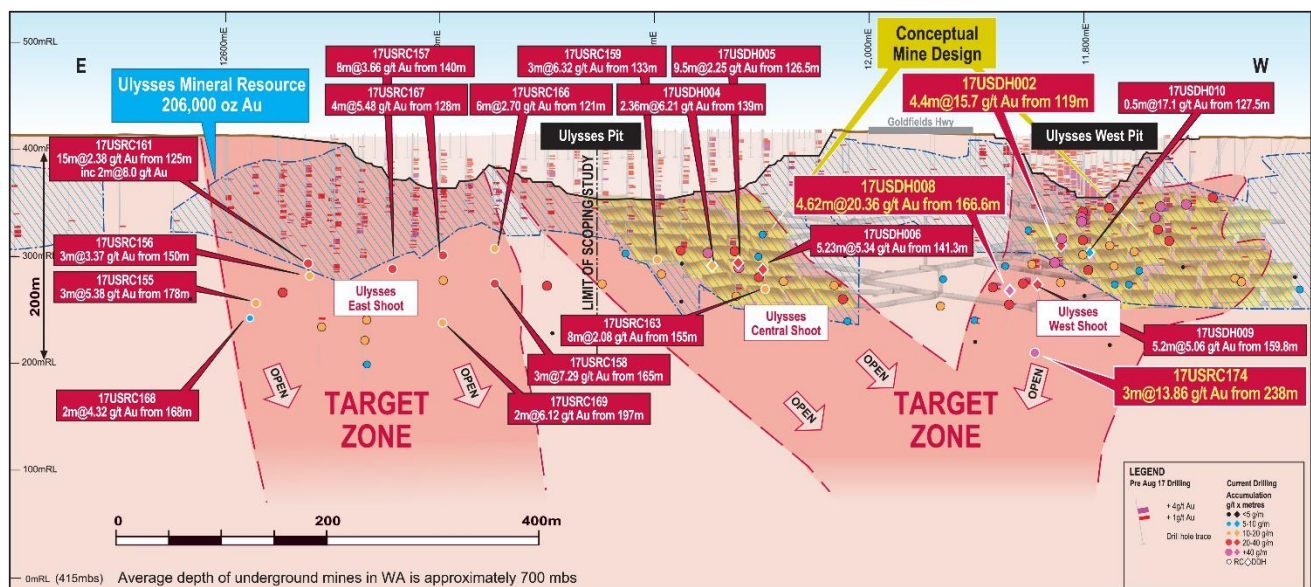 500mRL
E
12600mE
17USRC157
8m@3.66 g/t Au from 140m
17USRC159
3m@6.32 g/t Au from 133m
17USDH005
9.5m@2.25 g/t Au from 126.5m
12,000 mE
Conceptual
Mine Design
11,800mE
W
Ulysses Mineral Resource
206,000 oz Au
17USRC167
4m@5.48 g/t Au from 128m
17USRC166
6m@2.70 g/t Au from 121m
17USDH004
2.36m@6.21 g/t Au from 139m
17USDH002
4.4m@15.7 g/t Au from 119m
17USDH010
0.5m@17.1 g/t Au from 127.5m
Goldfields Hwy
Ulysses Pit
Ulysses West Pit
400mRL
17USRC161
15m@2.38 g/t Au from 125m
inc 2m@8.0 g/t Au
17USDH008
4.62m@20.36 g/t Au from 166.6m
17USRC156
3m@3.37 g/t Au from 150m
17USDH006
5.23m@5.34 g/t Au from 141.3m
300mRL
17USRC155
3m@5.38 g/t Au from 178m
200m
LIMIT OF SCOPING STUDY
Ulysses
East Shoot
Ulysses
Central Shoot
Ulysses
West Shoot
17USRC163
8m@2.08 g/t Au from 155m
17USDH009
5.2m@5.06 g/t Au from 159.8m
200mRL
17USRC158
3m@7.29 g/t Au from 165m
17USRC174
3m@13.86 g/t Au from 238m
OPEN
OPEN
OPEN
OPEN
OPEN
17USRC168
2m@4.32 g/t Au from 168m
TARGET
ZONE
17USRC169
2m@6.12 g/t Au from 197m
TARGET
ZONE
100mRL
LEGEND
Pre Aug 17 Drilling
+ 4g/t Au
+ 1g/t Au
Drill hole trace
Current Drilling
Accumulation
g/t x metres
<5 g/m
5-10 g/m
10-20 g/m
20-40 g/m
+40 g/m
RC DDH
0 200 400m
0mRL (415mbs) Average depth of underground mines in WA is approximately 700 mbs